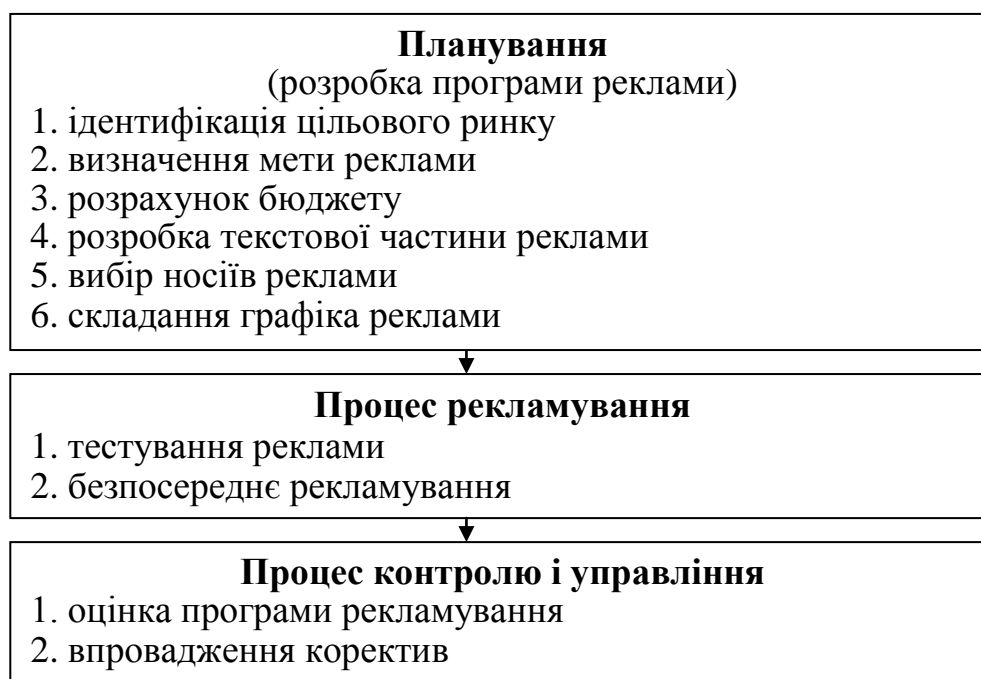 Планування
(розробка програми реклами)
1. ідентифікація цільового ринку
2. визначення мети реклами
3. розрахунок бюджету
4. розробка текстової частини реклами
5. вибір носіїв реклами
6. складання графіка реклами
Процес рекламування
1. тестування реклами
2. безпосереднє рекламування
Процес контролю і управління
1. оцінка програми рекламування
2. впровадження коректив